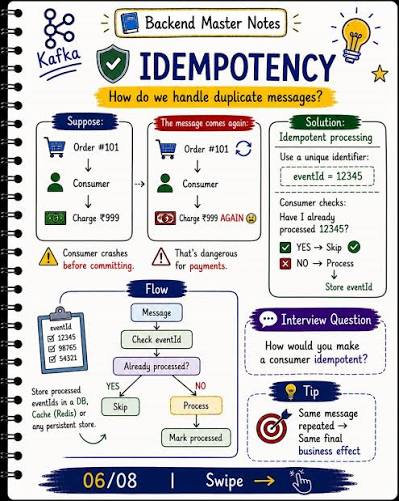 Backend Master Notes
Kafka
IDEMPOTENCY
How do we handle duplicate messages?
Suppose:
Order #101
Consumer
Charge ₹999
Consumer crashes
before committing.
The message comes again:
Order #101
Consumer
Charge ₹999 AGAIN
That's dangerous
for payments.
Solution:
Idempotent processing
Use a unique identifier:
eventId = 12345
Consumer checks:
Have I already
processed 12345?
YES → Skip
NO → Process
Store eventId
Flow
Message
Check eventId
Already processed?
YES
NO
Skip
Process
Mark processed
eventId
12345
98765
54321
Store processed
eventIds in a DB,
Cache (Redis) or
any persistent store.
Interview Question
How would you make
a consumer idempotent?
Tip
Same message
repeated →
Same final
business effect
06/08 | Swipe →